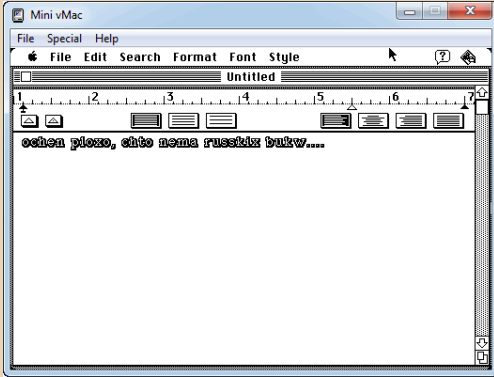 Mini vMac
File Special Help
File Edit Search Format Font Style
Untitled
1 2 3 4 5 6 7
ochen ploxo, chto nema russkix bukw....